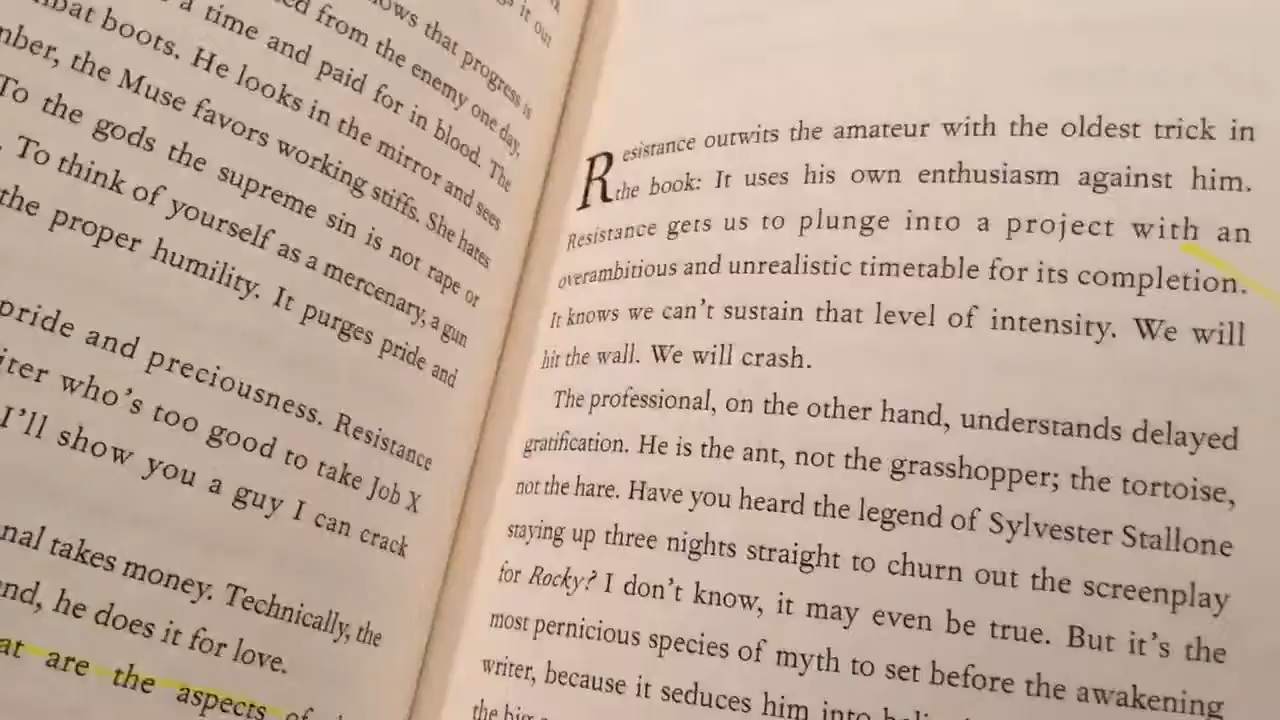 it out
ows that progress is
ed from the enemy one day,
a time and paid for in blood. The
bat boots. He looks in the mirror and sees
mber, the Muse favors working stiffs. She hates
To the gods the supreme sin is not rape or
. To think of yourself as a mercenary, a gun
the proper humility. It purges pride and
pride and preciousness. Resistance
iter who's too good to take Job X
I'll show you a guy I can crack
nal takes money. Technically, the
end, he does it for love.
at are the aspects of
Resistance outwits the amateur with the oldest trick in
the book: It uses his own enthusiasm against him.
Resistance gets us to plunge into a project with an
overambitious and unrealistic timetable for its completion.
It knows we can't sustain that level of intensity. We will
hit the wall. We will crash.
The professional, on the other hand, understands delayed
gratification. He is the ant, not the grasshopper; the tortoise,
not the hare. Have you heard the legend of Sylvester Stallone
staying up three nights straight to churn out the screenplay
for Rocky? I don't know, it may even be true. But it's the
most pernicious species of myth to set before the awakening
writer, because it seduces him into
the big